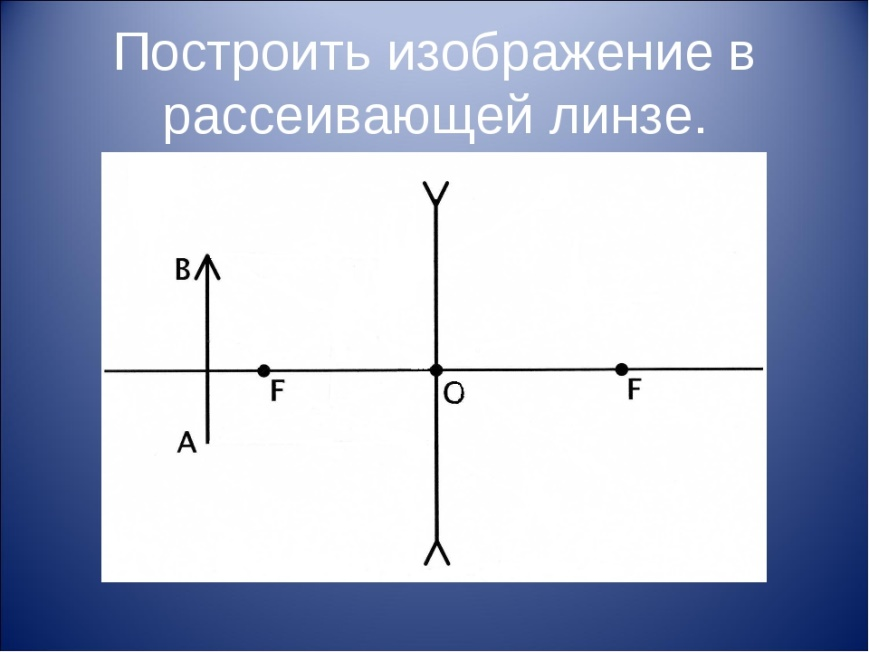 Построить изображение в
рассеивающей линзе.
B
F
O
F
A